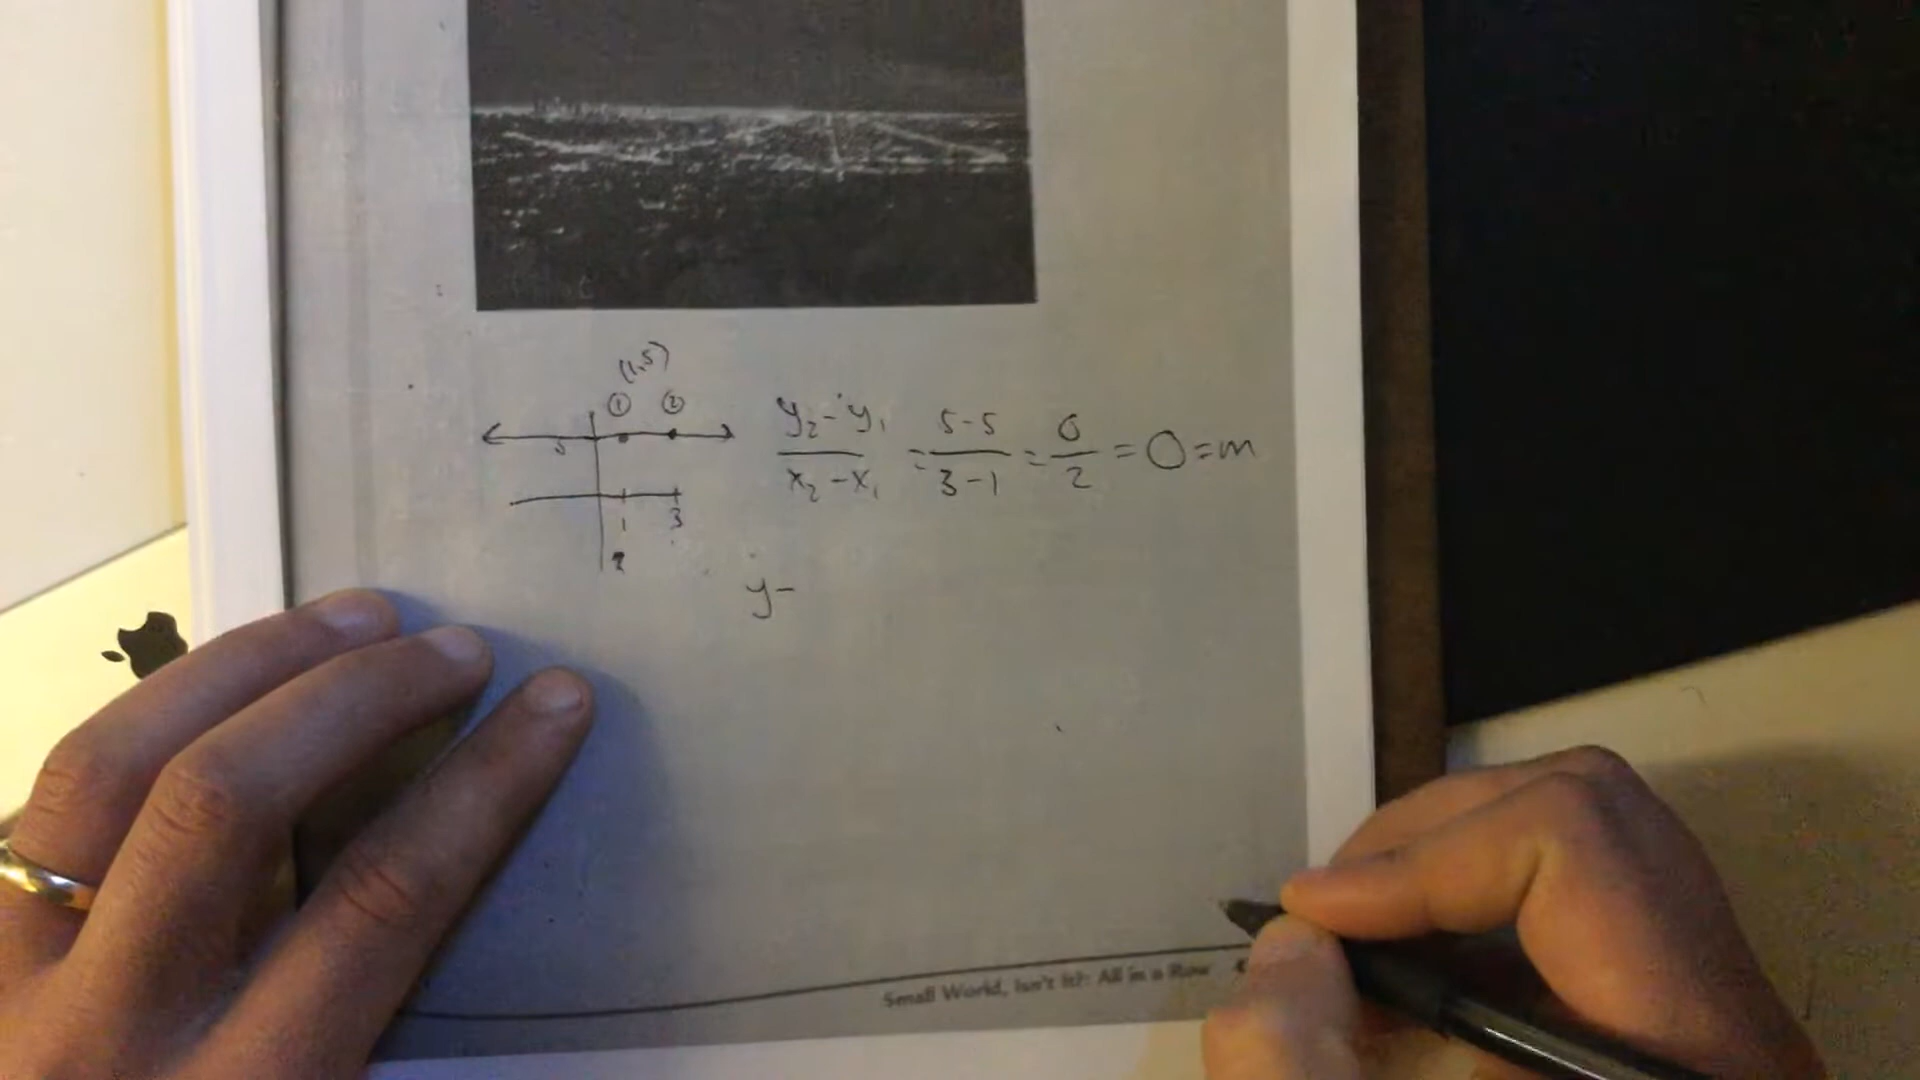 (1,5)
① ②
5
1 3
y₂ - y₁ / x₂ - x₁ = 5-5 / 3-1 = 0/2 = 0 = m
y-
Small World, Isn't It?: All in a Row